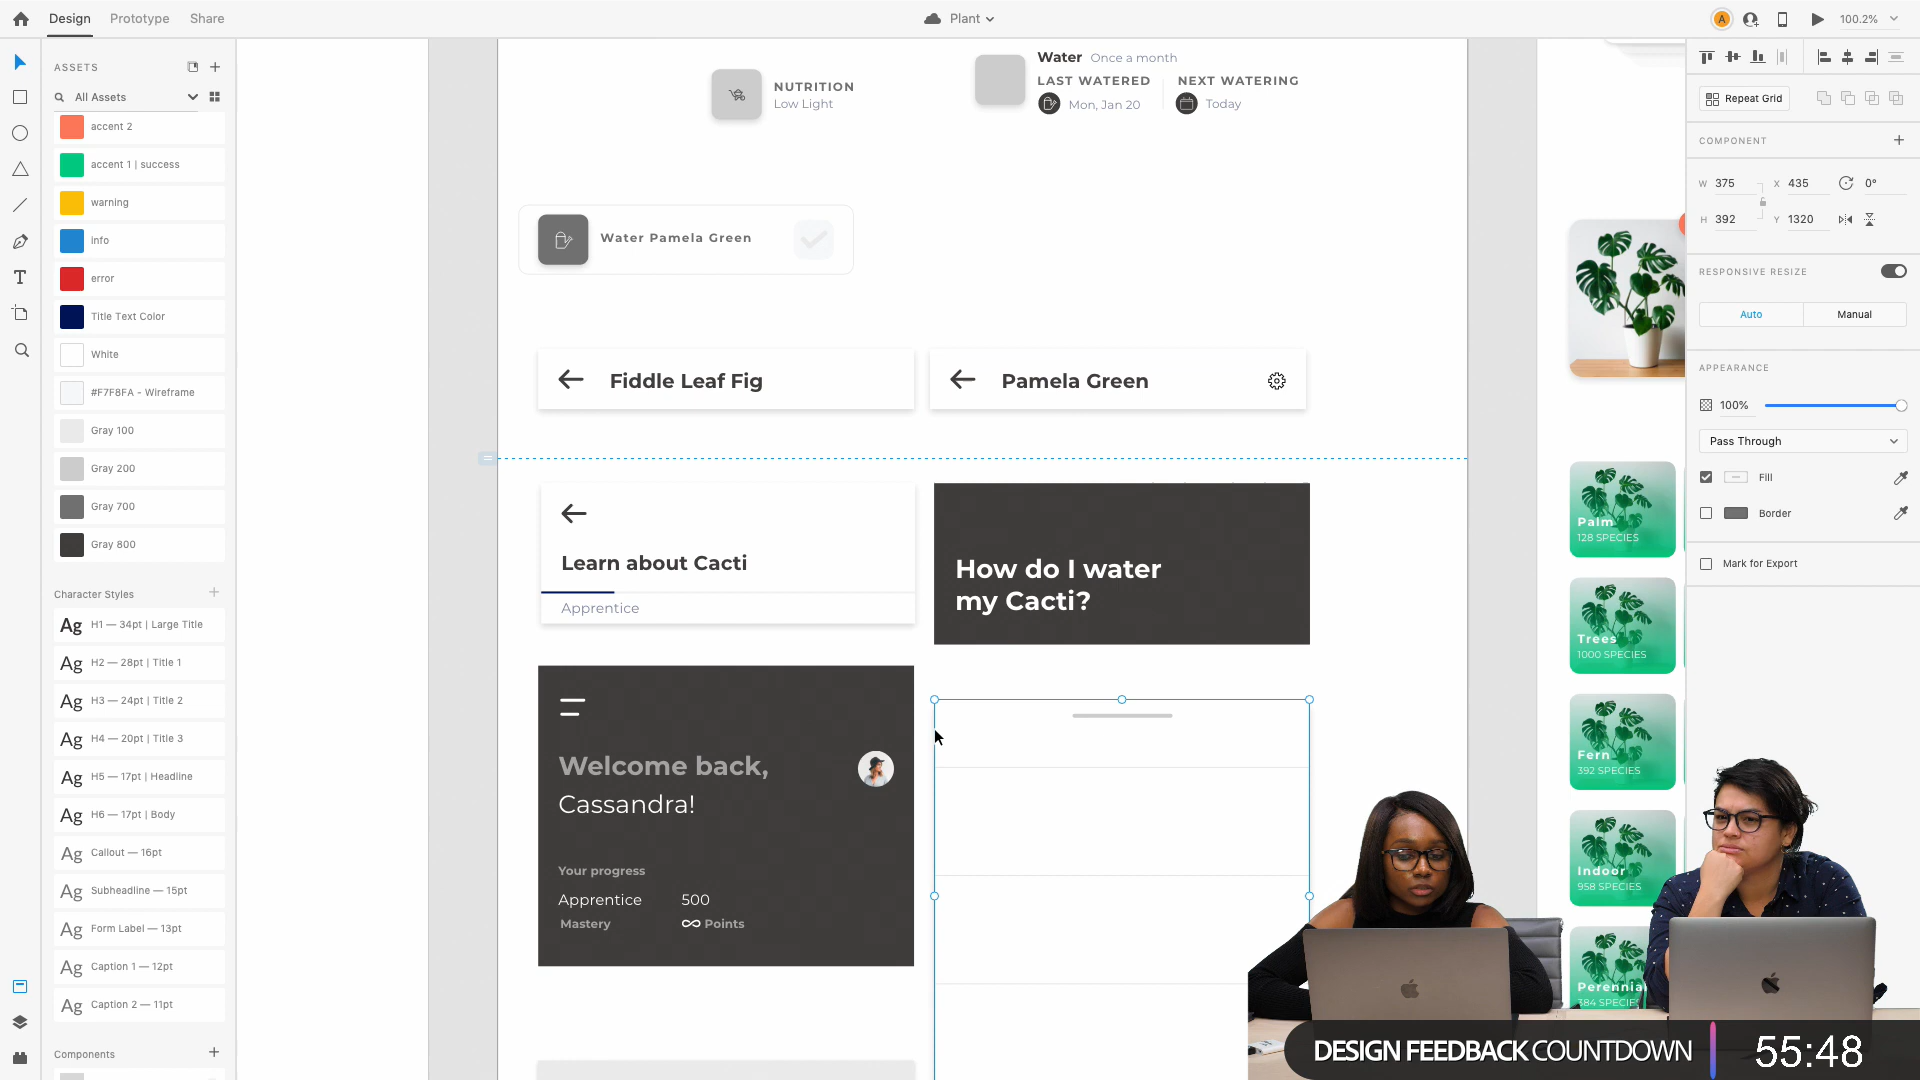 Design
Prototype
Share
Plant
A
100.2%
ASSETS
All Assets
accent 2
accent 1 | success
warning
info
error
Title Text Color
White
#F7F8FA - Wireframe
Gray 100
Gray 200
Gray 700
Gray 800
Character Styles
Ag H1 — 34pt | Large Title
Ag H2 — 28pt | Title 1
Ag H3 — 24pt | Title 2
Ag H4 — 20pt | Title 3
Ag H5 — 17pt | Headline
Ag H6 — 17pt | Body
Ag Callout — 16pt
Ag Subheadline — 15pt
Ag Form Label — 13pt
Ag Caption 1 — 12pt
Ag Caption 2 — 11pt
Components
NUTRITION
Low Light
Water Once a month
LAST WATERED
Mon, Jan 20
NEXT WATERING
Today
Water Pamela Green
Fiddle Leaf Fig
Pamela Green
Learn about Cacti
Apprentice
How do I water
my Cacti?
Welcome back,
Cassandra!
Your progress
Apprentice 500
Mastery Points
Palm
128 SPECIES
Trees
1000 SPECIES
Fern
392 SPECIES
Indoor
958 SPECIES
Perennial
384 SPECIES
Repeat Grid
COMPONENT
W 375 X 435 0°
H 392 Y 1320
RESPONSIVE RESIZE
Auto
Manual
APPEARANCE
100%
Pass Through
Fill
Border
Mark for Export
DESIGN FEEDBACK COUNTDOWN
55:48